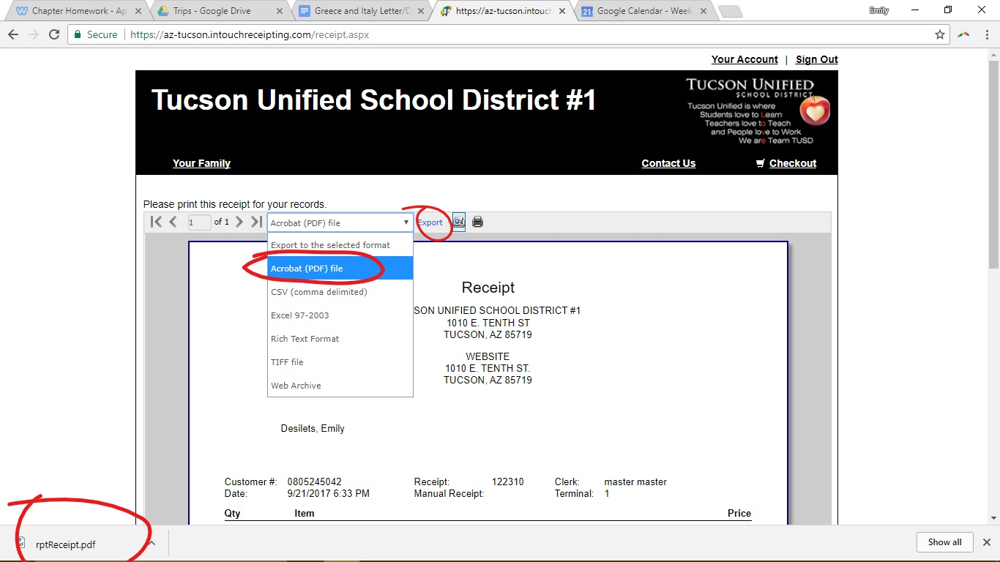 Chapter Homework - Ap
Trips - Google Drive
Greece and Italy Letter/D
https://az-tucson.intouch
21 Google Calendar - Week
Emily
Secure | https://az-tucson.intouchreceipting.com/receipt.aspx
Your Account | Sign Out
Tucson Unified School District #1
TUCSON UNIFIED
SCHOOL DISTRICT
Tucson Unified is where
Students love to Learn
Teachers love to Teach
and People love to Work
We are Team TUSD
Your Family
Contact Us
Checkout
Please print this receipt for your records.
1 of 1
Acrobat (PDF) file
Export
Export to the selected format
Acrobat (PDF) file
CSV (comma delimited)
Excel 97-2003
Rich Text Format
TIFF file
Web Archive
Receipt
SON UNIFIED SCHOOL DISTRICT #1
1010 E. TENTH ST
TUCSON, AZ 85719
WEBSITE
1010 E. TENTH ST.
TUCSON, AZ 85719
Desilets, Emily
Customer #: 0805245042 Receipt: 122310 Clerk: master master
Date: 9/21/2017 6:33 PM Manual Receipt: Terminal: 1
Qty Item Price
rptReceipt.pdf
Show all